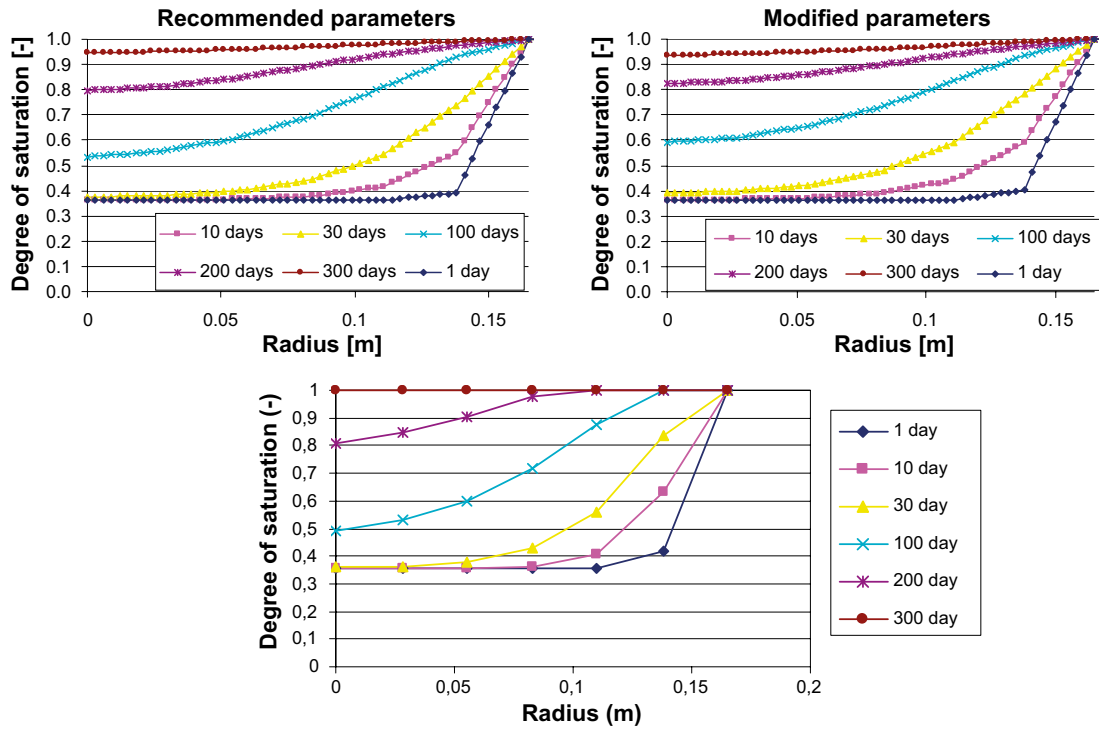 Recommended parameters
Degree of saturation [-]
1.0
0.9
0.8
0.7
0.6
0.5
0.4
0.3
0.2
0.1
0.0
10 days 30 days 100 days
200 days 300 days 1 day
0 0.05 0.1 0.15
Radius [m]
Modified parameters
Degree of saturation [-]
1.0
0.9
0.8
0.7
0.6
0.5
0.4
0.3
0.2
0.1
0.0
10 days 30 days 100 days
200 days 300 days 1 day
0 0.05 0.1 0.15
Radius [m]
Degree of saturation (-)
1
0,9
0,8
0,7
0,6
0,5
0,4
0,3
0,2
0,1
0
0 0,05 0,1 0,15 0,2
Radius (m)
1 day
10 day
30 day
100 day
200 day
300 day